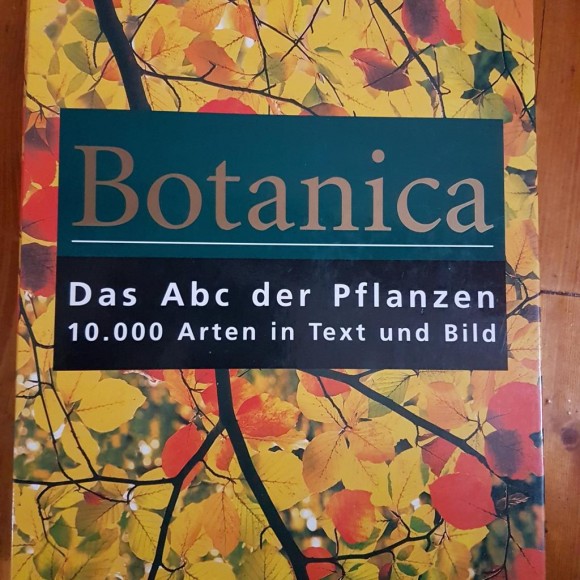 Botanica
Das Abc der Pflanzen
10.000 Arten in Text und Bild